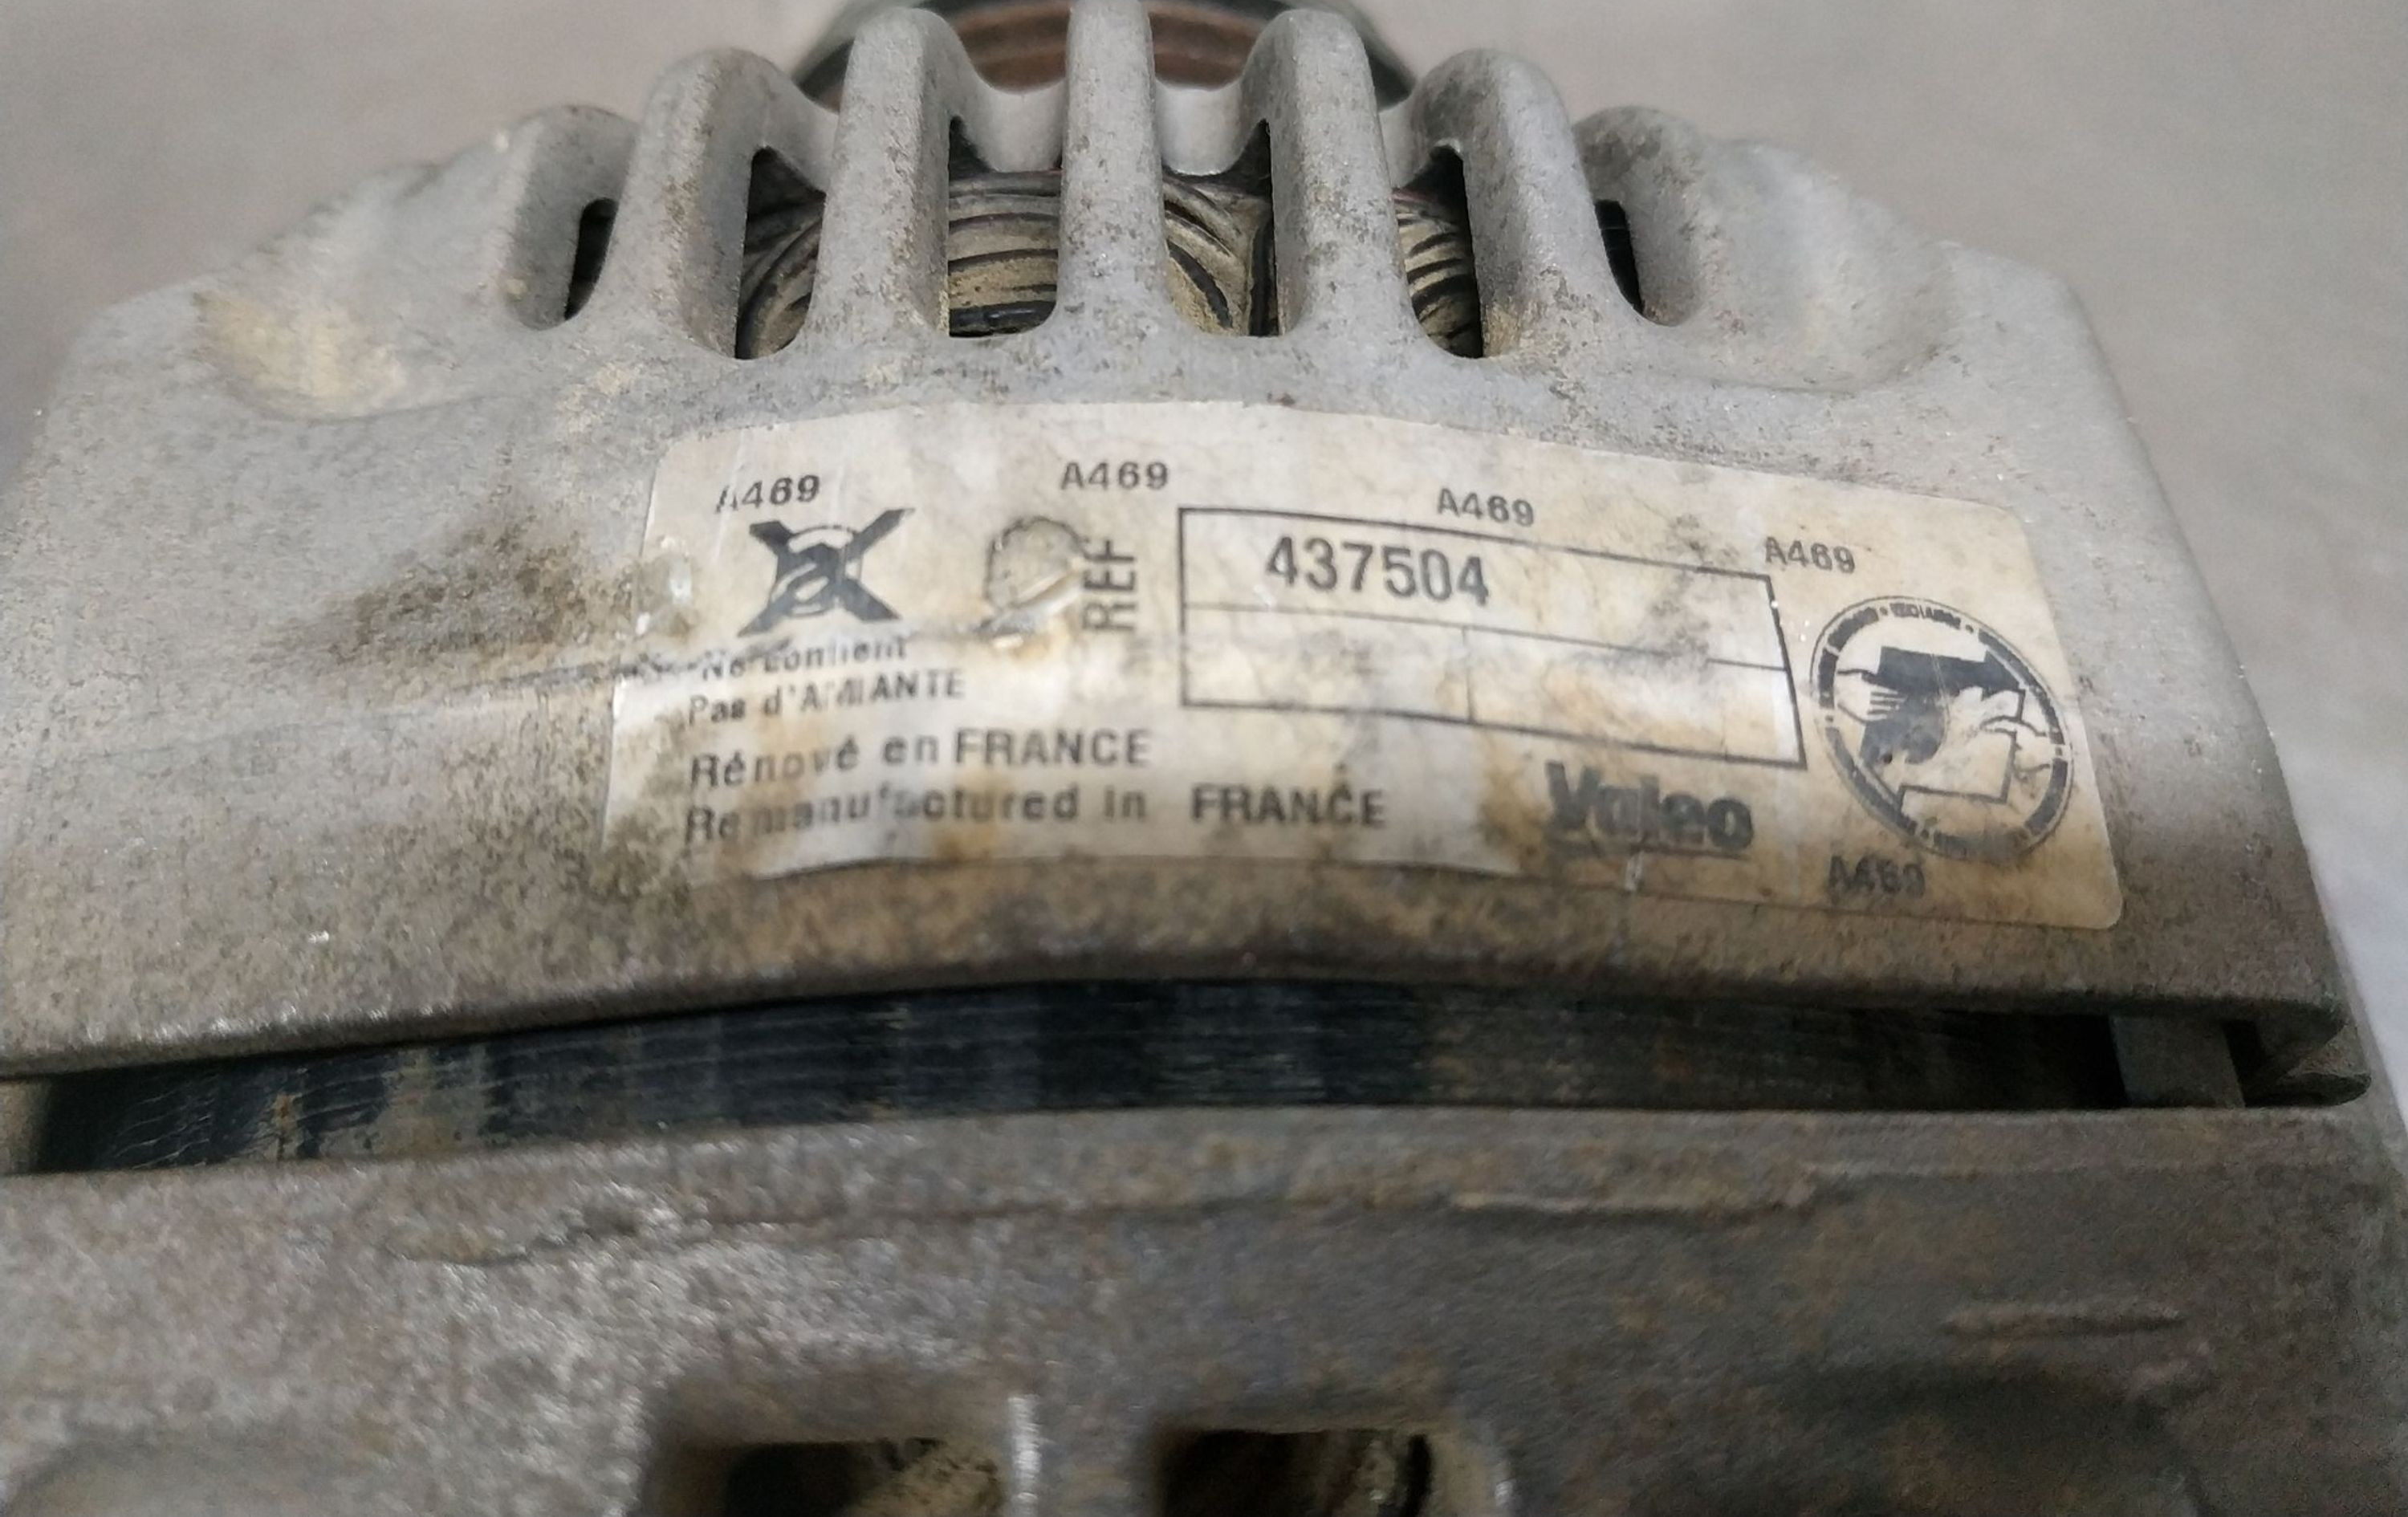 A469
A469
A469
A469
a
REF
437504
Ne contient
Pas d'AMIANTE
Rénové en FRANCE
Remanufactured in FRANCE
Valeo
A469